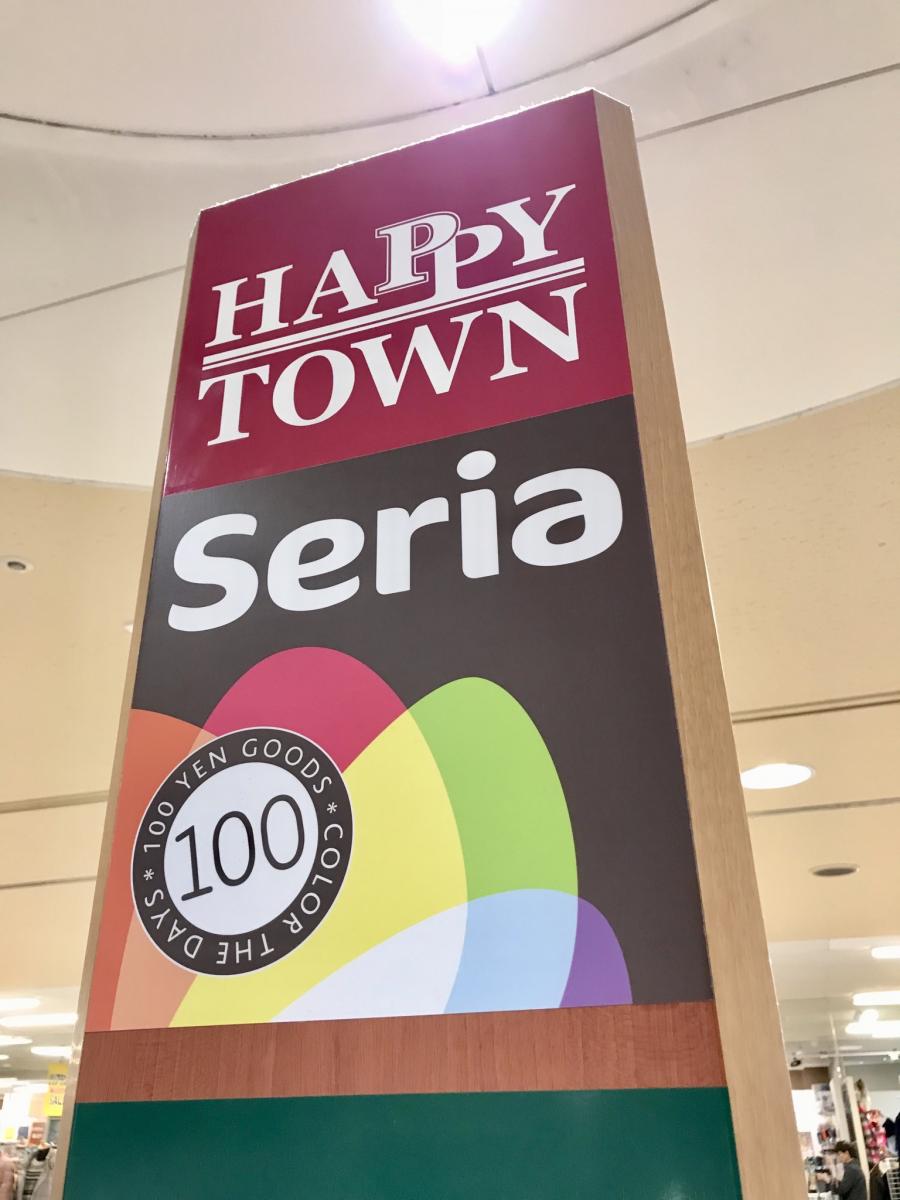 HAPPY
TOWN
Seria
* 100 YEN GOODS * COLOR THE DAYS
100